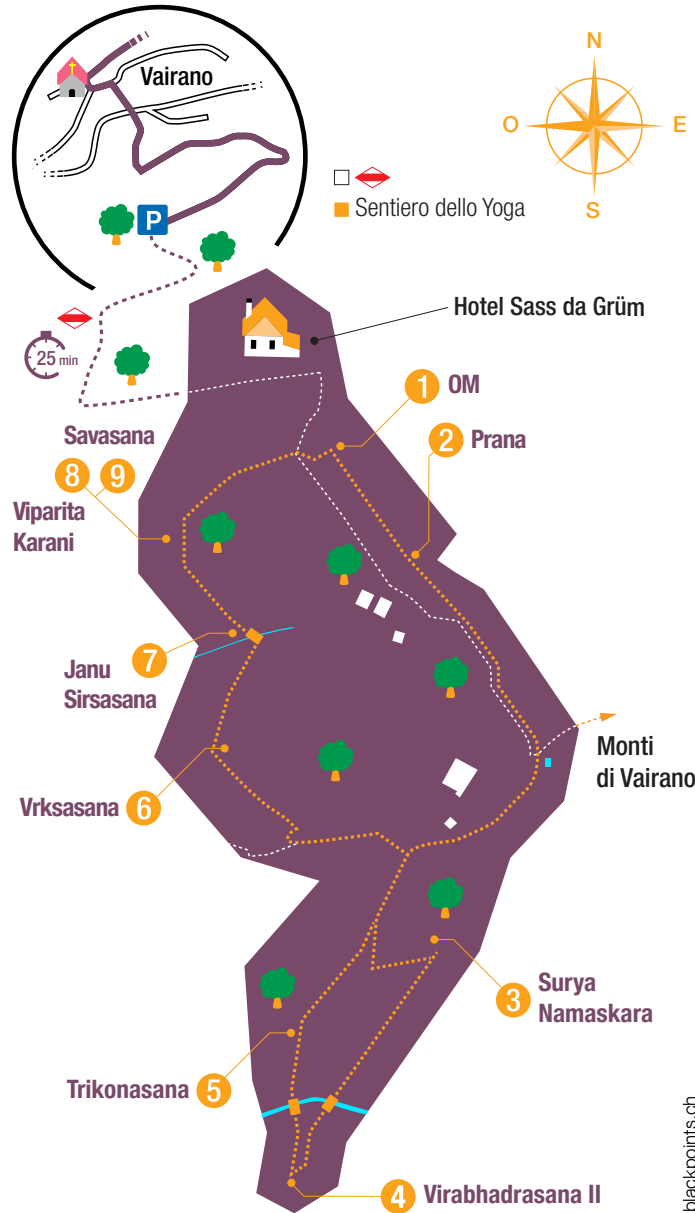 Vairano
N
O
E
S
P
Sentiero dello Yoga
Hotel Sass da Grüm
25 min
1 OM
2 Prana
Savasana
8 9
Viparita
Karani
7
Janu
Sirsasana
Monti
di Vairano
Vrksasana 6
3 Surya
Namaskara
Trikonasana 5
4 Virabhadrasana II
blackpoints.ch